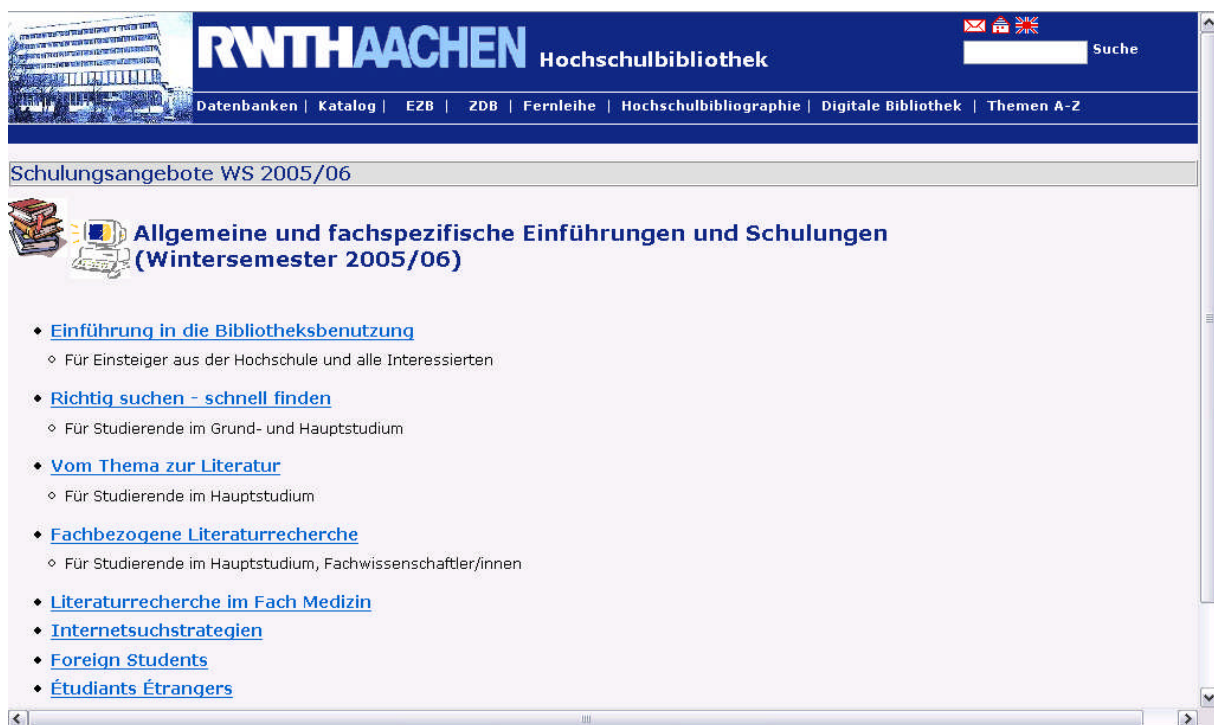 RWTHAACHEN Hochschulbibliothek
Suche
Datenbanken | Katalog | EZB | ZDB | Fernleihe | Hochschulbibliographie | Digitale Bibliothek | Themen A-Z
Schulungsangebote WS 2005/06
Allgemeine und fachspezifische Einführungen und Schulungen
(Wintersemester 2005/06)
Einführung in die Bibliotheksbenutzung
Für Einsteiger aus der Hochschule und alle Interessierten
Richtig suchen - schnell finden
Für Studierende im Grund- und Hauptstudium
Vom Thema zur Literatur
Für Studierende im Hauptstudium
Fachbezogene Literaturrecherche
Für Studierende im Hauptstudium, Fachwissenschaftler/innen
Literaturrecherche im Fach Medizin
Internetsuchstrategien
Foreign Students
Étudiants Étrangers